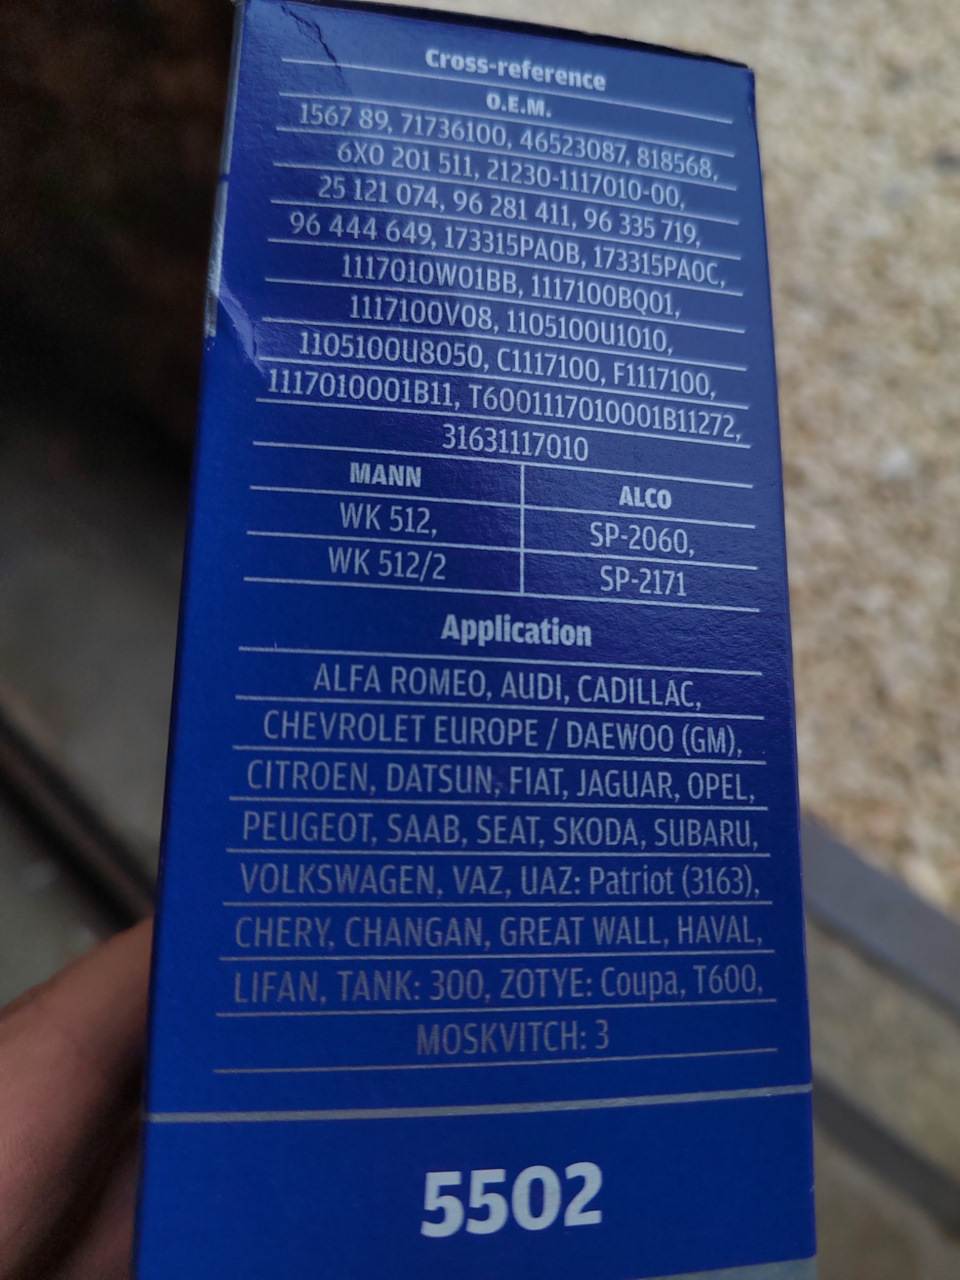 Cross-reference
O.E.M.
1567 89, 71736100, 46523087, 818568,
6X0 201 511, 21230-1117010-00,
25 121 074, 96 281 411, 96 335 719,
96 444 649, 173315PA0B, 173315PA0C,
1117010W01BB, 1117100BQ01,
1117100V08, 1105100U1010,
1105100U8050, C1117100, F1117100,
1117010001B11, T6001117010001B11272,
31631117010
MANN ALCO
WK 512, SP-2060,
WK 512/2 SP-2171
Application
ALFA ROMEO, AUDI, CADILLAC,
CHEVROLET EUROPE / DAEWOO (GM),
CITROEN, DATSUN, FIAT, JAGUAR, OPEL,
PEUGEOT, SAAB, SEAT, SKODA, SUBARU,
VOLKSWAGEN, VAZ, UAZ: Patriot (3163),
CHERY, CHANGAN, GREAT WALL, HAVAL,
LIFAN, TANK: 300, ZOTYE: Coupa, T600,
MOSKVITCH: 3
5502